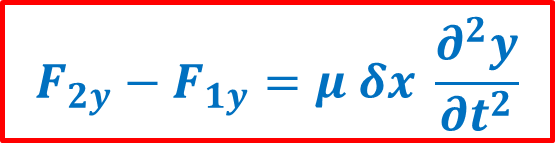 F₂y − F₁y = μ δx ∂²y/∂t²